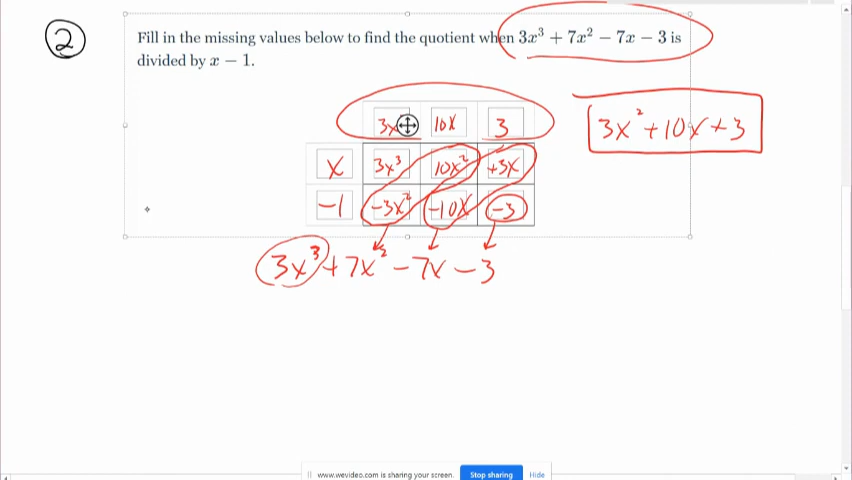 2
Fill in the missing values below to find the quotient when 3x³ + 7x² − 7x − 3 is
divided by x − 1.
3x 10x 3
3x² + 10x + 3
x 3x³ 10x² +3x
-1 -3x² -10x -3
3x³ + 7x² - 7x - 3
www.wevideo.com is sharing your screen. Stop sharing Hide